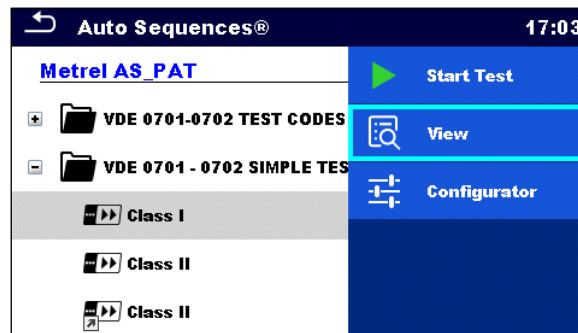 Auto Sequences® 17:03
Metrel AS_PAT
Start Test
VDE 0701-0702 TEST CODES
View
VDE 0701 - 0702 SIMPLE TES
Configurator
Class I
Class II
Class II